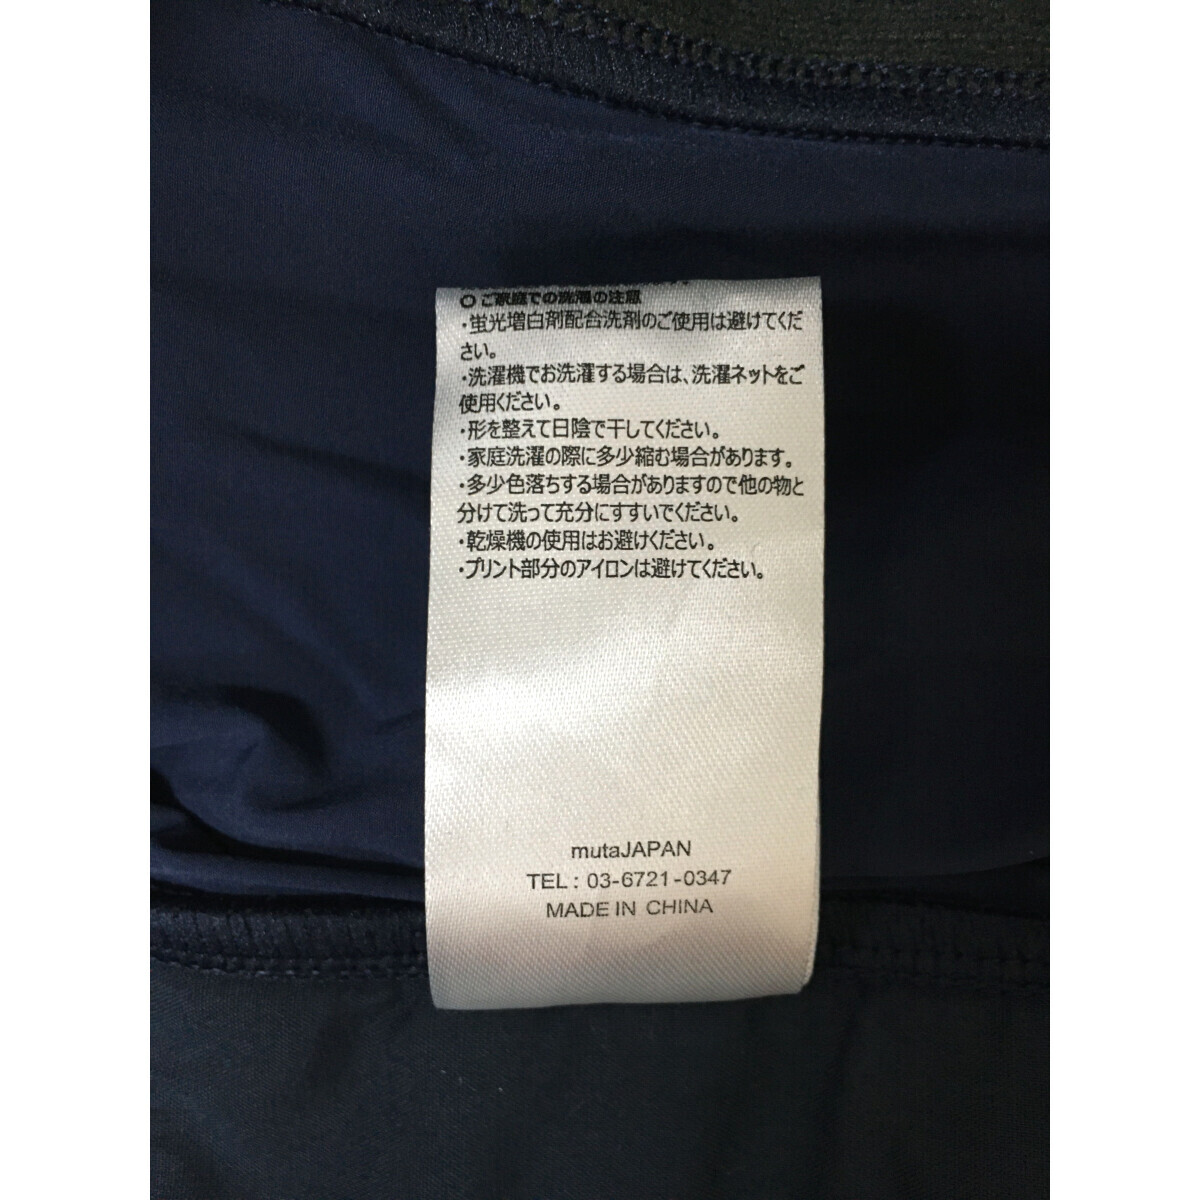 ○ご家庭での洗濯の注意
・蛍光増白剤配合洗剤のご使用は避けてくだ
さい。
・洗濯機でお洗濯する場合は、洗濯ネットをご
使用ください。
・形を整えて日陰で干してください。
・家庭洗濯の際に多少縮む場合があります。
・多少色落ちする場合がありますので他の物と
分けて洗って充分にすすいでください。
・乾燥機の使用はお避けください。
・プリント部分のアイロンは避けてください。
mutaJAPAN
TEL: 03-6721-0347
MADE IN CHINA